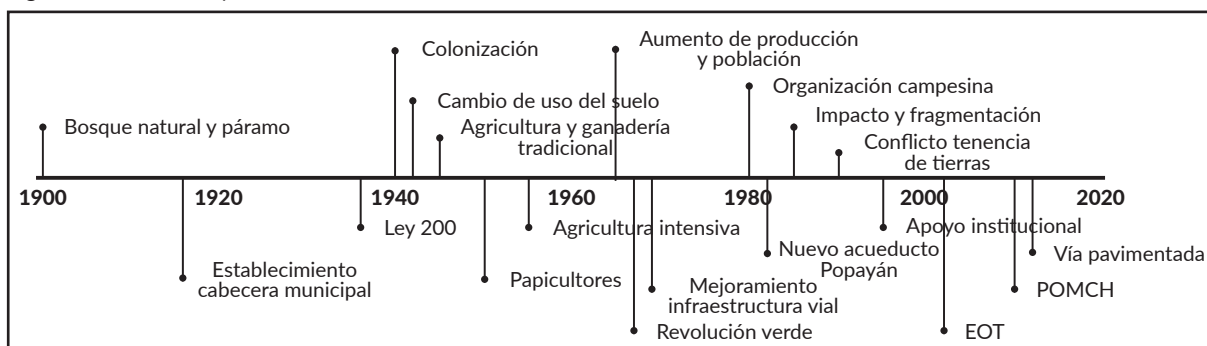 Colonización
Aumento de producción
y población
Organización campesina
Cambio de uso del suelo
Bosque natural y páramo
Agricultura y ganadería
tradicional
Impacto y fragmentación
Conflicto tenencia
de tierras
1900
1920
1940
1960
1980
2000
2020
Ley 200
Agricultura intensiva
Apoyo institucional
Establecimiento
cabecera municipal
Papicultores
Nuevo acueducto
Popayán
Vía pavimentada
Mejoramiento
infraestructura vial
POMCH
Revolución verde
EOT